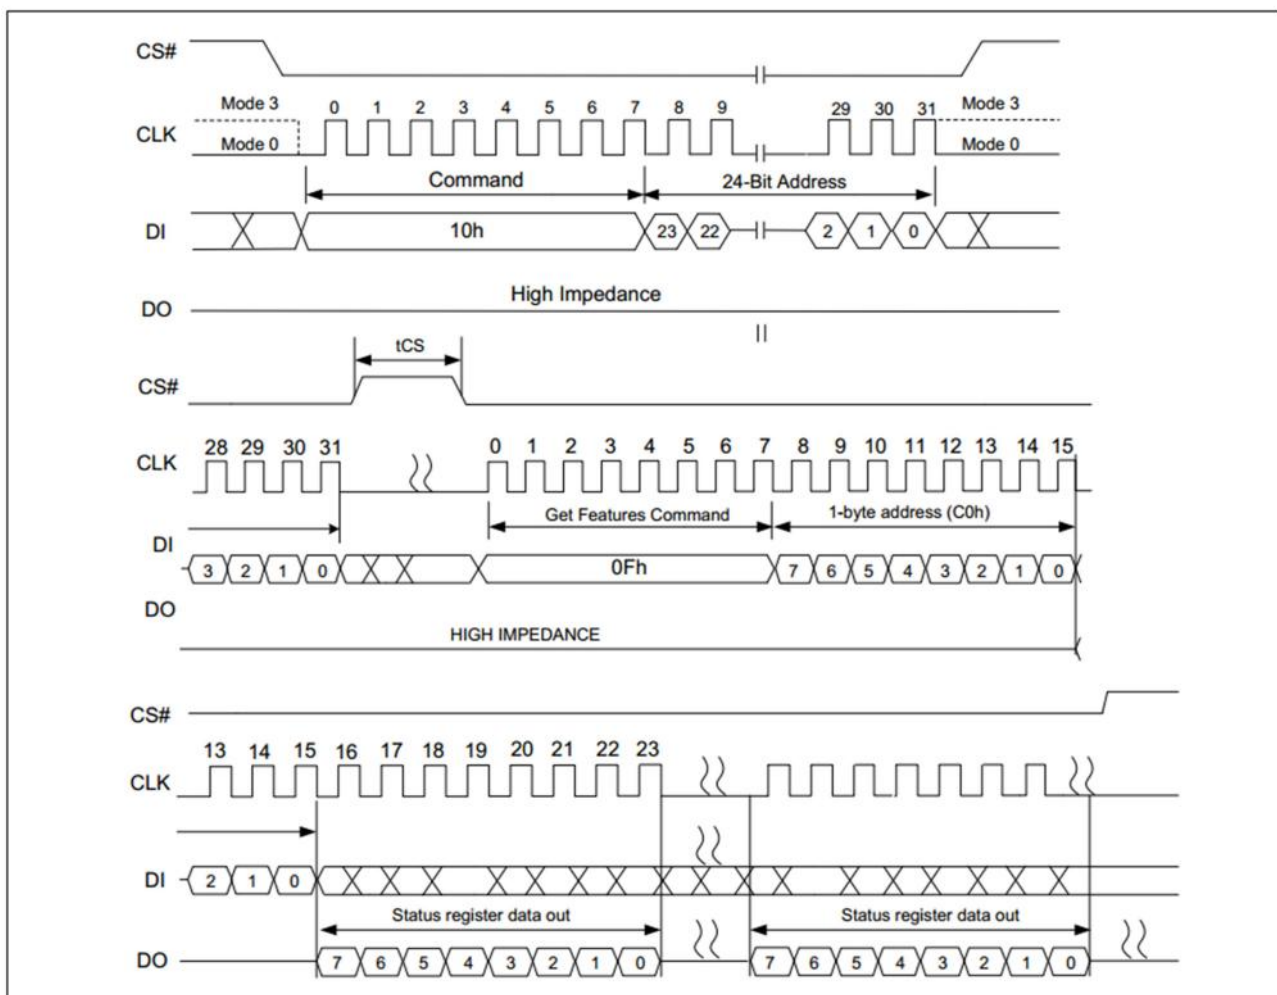 CS#
Mode 3 0 1 2 3 4 5 6 7 8 9 29 30 31 Mode 3
CLK
Mode 0 Mode 0
Command 24-Bit Address
DI 10h 23 22 2 1 0
High Impedance
DO
tCS
CS#
28 29 30 31 0 1 2 3 4 5 6 7 8 9 10 11 12 13 14 15
CLK
Get Features Command 1-byte address (C0h)
DI
3 2 1 0 0Fh 7 6 5 4 3 2 1 0
DO
HIGH IMPEDANCE
CS#
13 14 15 16 17 18 19 20 21 22 23
CLK
DI 2 1 0
Status register data out Status register data out
DO 7 6 5 4 3 2 1 0 7 6 5 4 3 2 1 0